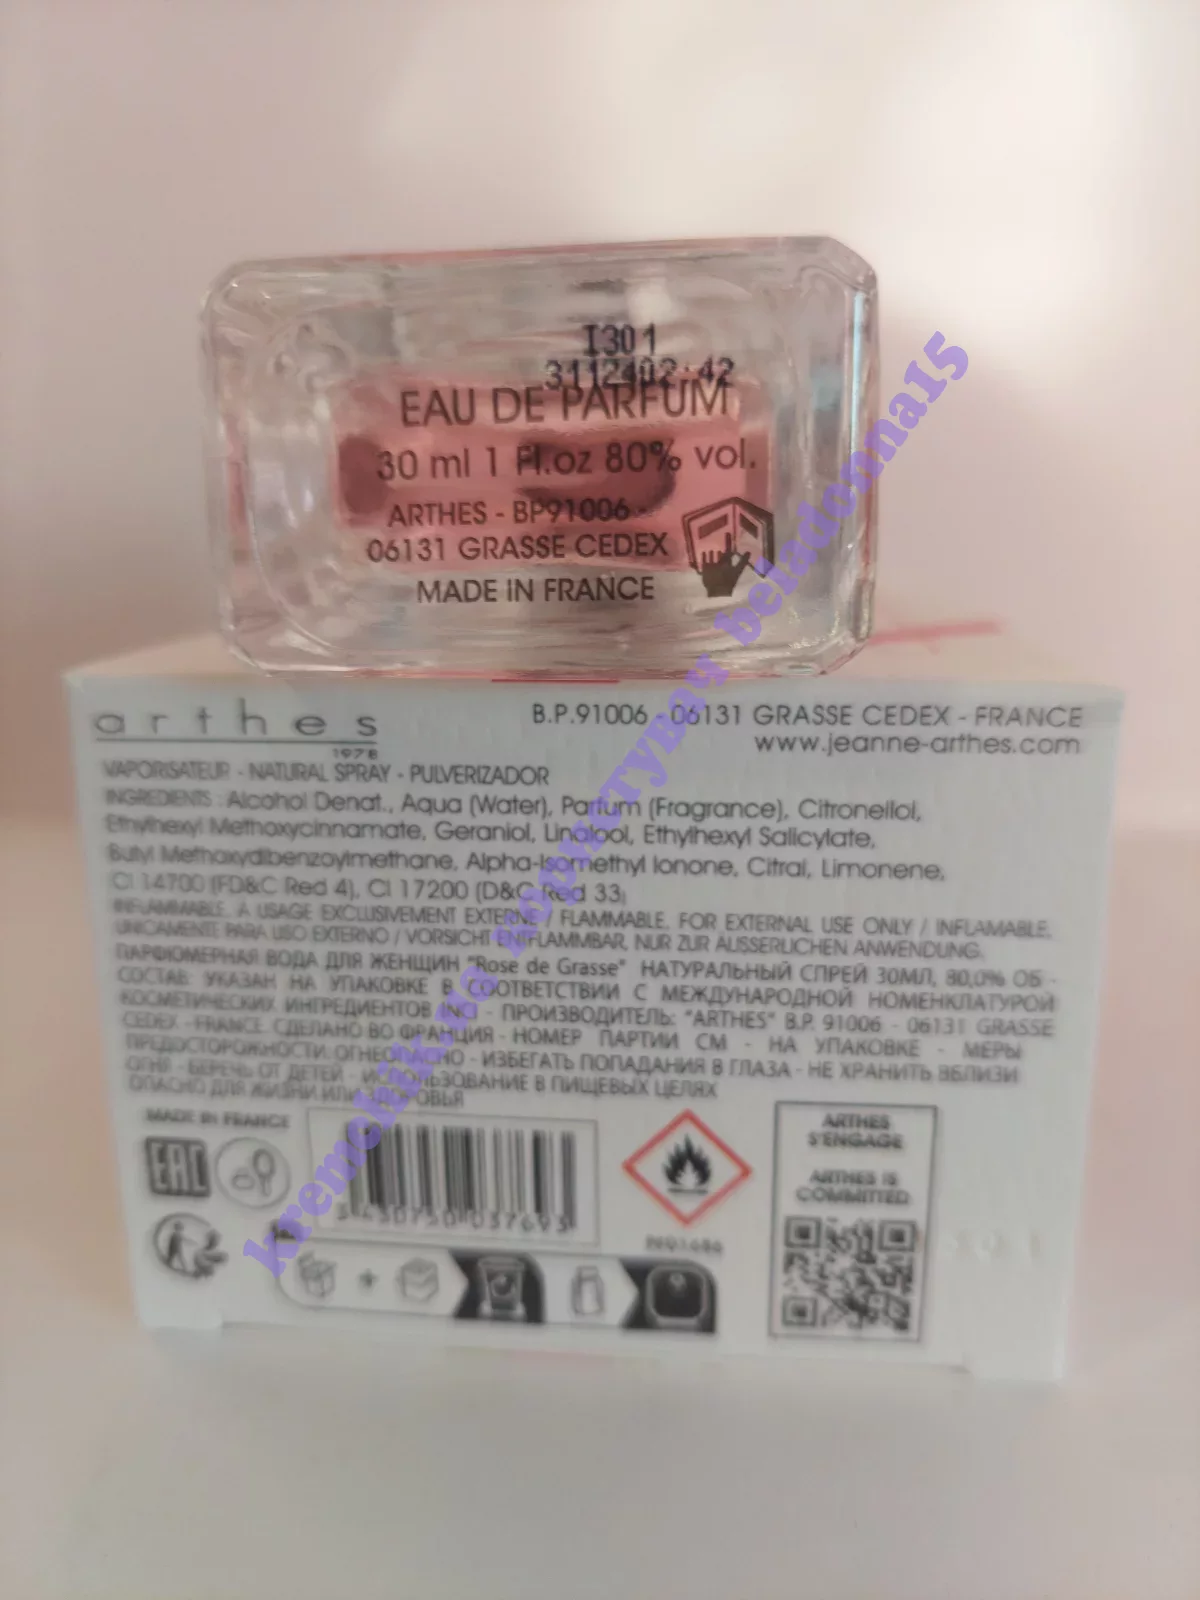 I301
3112402:42
EAU DE PARFUM
30 ml 1 Fl.oz 80% vol.
ARTHES - BP91006 -
06131 GRASSE CEDEX
MADE IN FRANCE
arthes
1978
B.P.91006 - 06131 GRASSE CEDEX - FRANCE
www.jeanne-arthes.com
VAPORISATEUR - NATURAL SPRAY - PULVERIZADOR
INGREDIENTS : Alcohol Denat., Aqua (Water), Parfum (Fragrance), Citronellol,
Ethylhexyl Methoxycinnamate, Geraniol, Linalool, Ethylhexyl Salicylate,
Butyl Methoxydibenzoylmethane, Alpha-Isomethyl Ionone, Citral, Limonene,
CI 14700 (FD&C Red 4), CI 17200 (D&C Red 33)
INFLAMMABLE. A USAGE EXCLUSIVEMENT EXTERNE / FLAMMABLE. FOR EXTERNAL USE ONLY / INFLAMABLE.
UNICAMENTE PARA USO EXTERNO / VORSICHT ENTFLAMMBAR, NUR ZUR AUSSERLICHEN ANWENDUNG.
ПАРФЮМЕРНАЯ ВОДА ДЛЯ ЖЕНЩИН "Rose de Grasse" НАТУРАЛЬНЫЙ СПРЕЙ 30МЛ, 80,0% ОБ -
СОСТАВ: УКАЗАН НА УПАКОВКЕ В СООТВЕТСТВИИ С МЕЖДУНАРОДНОЙ НОМЕНКЛАТУРОЙ
КОСМЕТИЧЕСКИХ ИНГРЕДИЕНТОВ INCI - ПРОИЗВОДИТЕЛЬ: "ARTHES" B.P. 91006 - 06131 GRASSE
CEDEX - FRANCE. СДЕЛАНО ВО ФРАНЦИЯ - НОМЕР ПАРТИИ СМ - НА УПАКОВКЕ - МЕРЫ
ПРЕДОСТОРОЖНОСТИ: ОГНЕОПАСНО - ИЗБЕГАТЬ ПОПАДАНИЯ В ГЛАЗА - НЕ ХРАНИТЬ ВБЛИЗИ
ОГНЯ - БЕРЕЧЬ ОТ ДЕТЕЙ - ИСПОЛЬЗОВАНИЕ В ПИЩЕВЫХ ЦЕЛЯХ
ОПАСНО ДЛЯ ЖИЗНИ ИЛИ ЗДОРОВЬЯ
MADE IN FRANCE
EAC
3 430750 037693
ARTHES
S'ENGAGE
ARTHES IS
COMMITTED
kremchik.ua користувач beladonna15